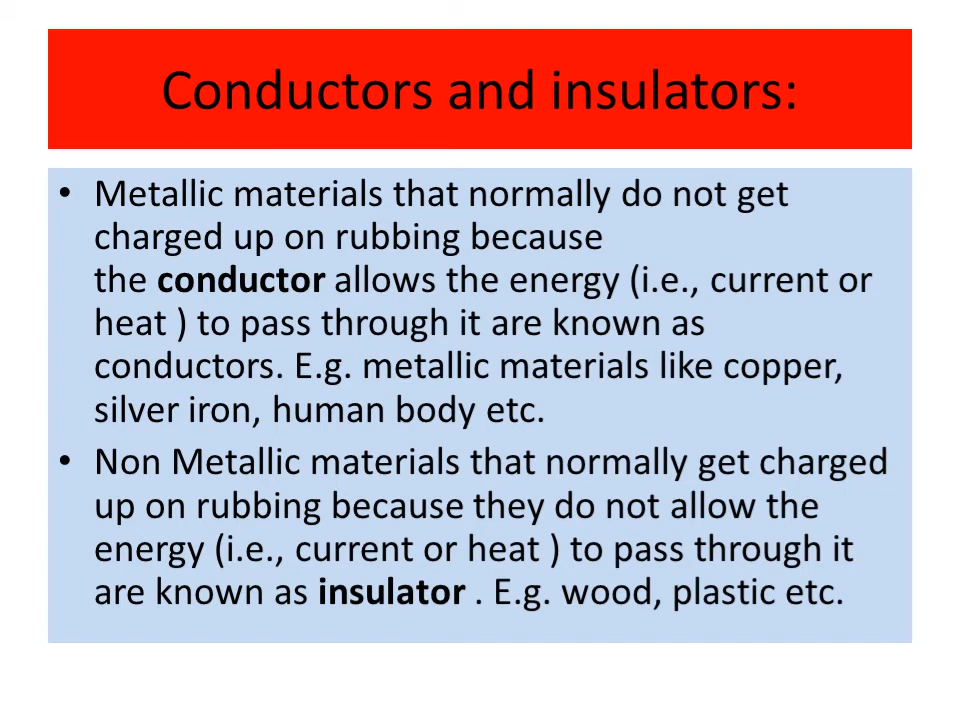 Conductors and insulators:
• Metallic materials that normally do not get
charged up on rubbing because
the conductor allows the energy (i.e., current or
heat ) to pass through it are known as
conductors. E.g. metallic materials like copper,
silver iron, human body etc.
• Non Metallic materials that normally get charged
up on rubbing because they do not allow the
energy (i.e., current or heat ) to pass through it
are known as insulator . E.g. wood, plastic etc.